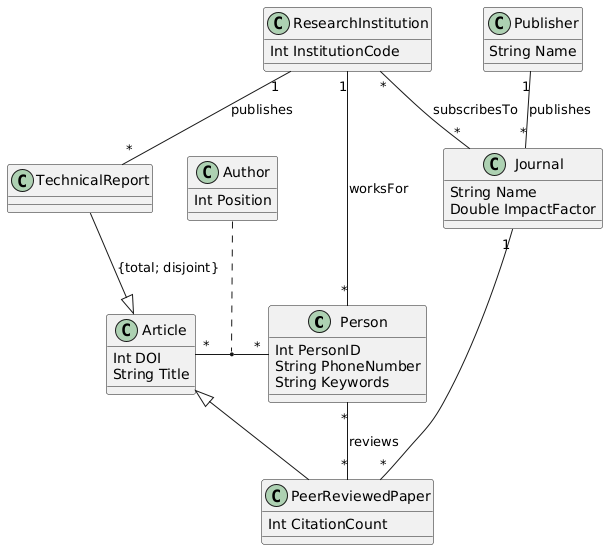 C ResearchInstitution
Int InstitutionCode
C Publisher
String Name
1
1
*
1
publishes
subscribesTo
publishes
*
*
*
C TechnicalReport
C Author
Int Position
C Journal
String Name
Double ImpactFactor
worksFor
1
{total; disjoint}
*
C Article
Int DOI
String Title
*
*
C Person
Int PersonID
String PhoneNumber
String Keywords
*
reviews
*
*
C PeerReviewedPaper
Int CitationCount